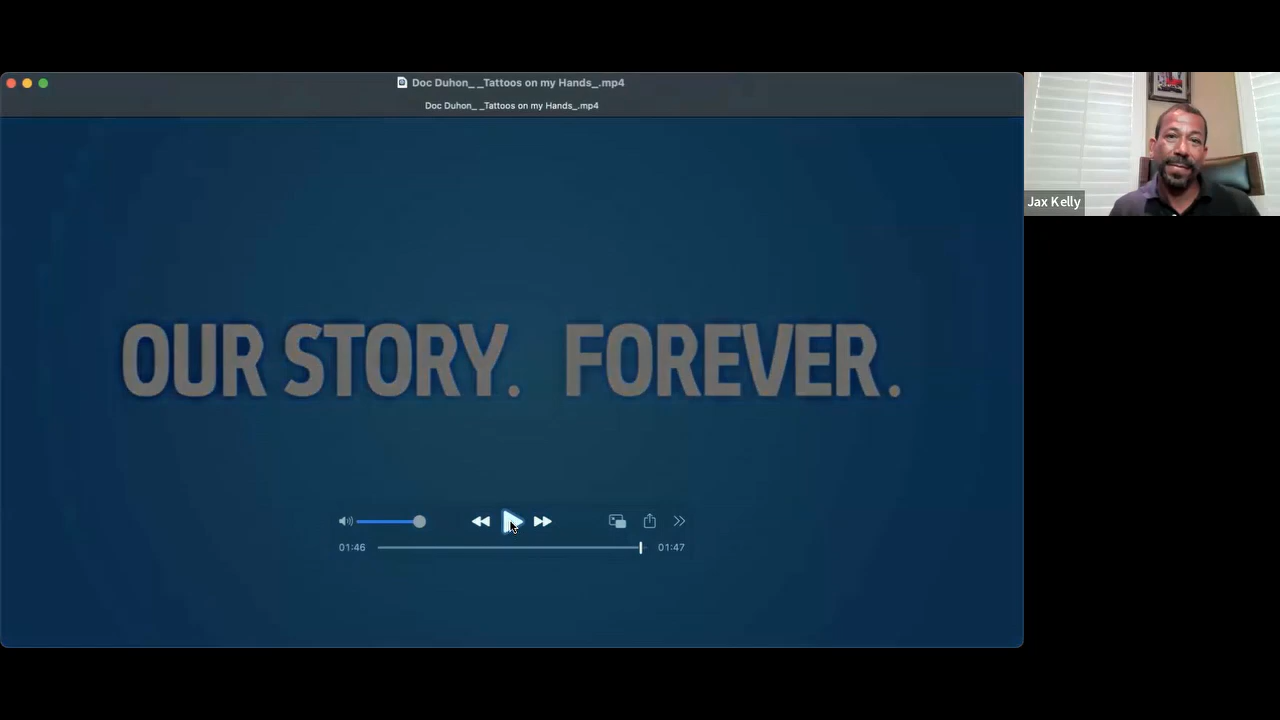 Doc Duhon_ _Tattoos on my Hands_.mp4
Doc Duhon_ _Tattoos on my Hands_.mp4
Jax Kelly
OUR STORY. FOREVER.
01:46
01:47